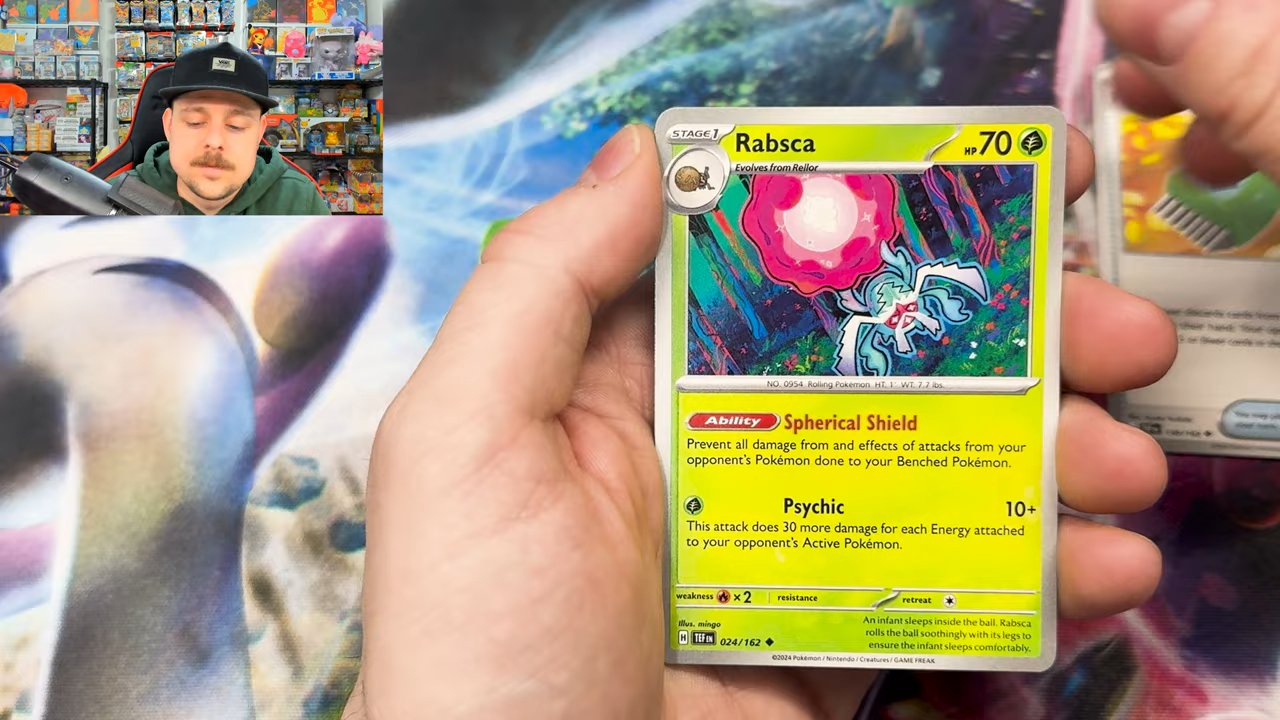 STAGE 1
Rabsca
HP 70
Evolves from Rellor
NO. 0954 Rolling Pokémon HT: 1' WT: 7.7 lbs.
Ability Spherical Shield
Prevent all damage from and effects of attacks from your
opponent's Pokémon done to your Benched Pokémon.
Psychic 10+
This attack does 30 more damage for each Energy attached
to your opponent's Active Pokémon.
weakness ×2 resistance retreat
Illus. mingo
H TEF EN 024/162
An infant sleeps inside the ball. Rabsca
rolls the ball soothingly with its legs to
ensure the infant sleeps comfortably.
©2024 Pokémon / Nintendo / Creatures / GAME FREAK